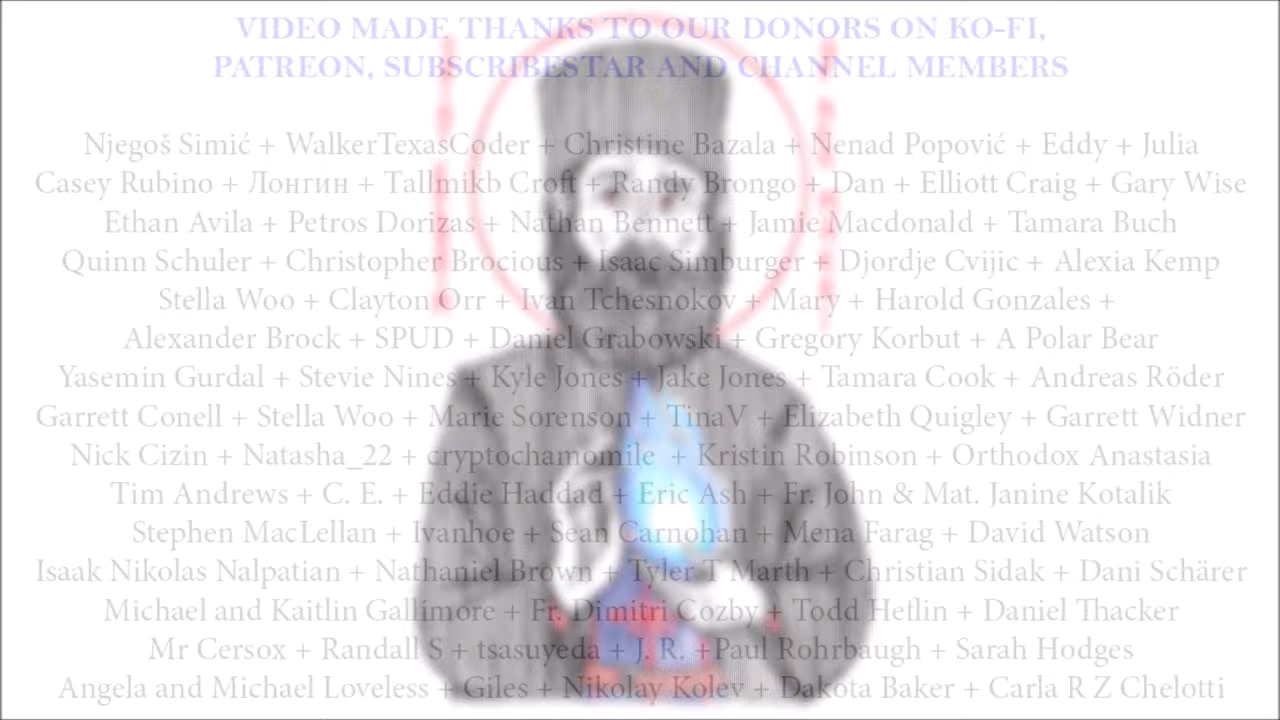 VIDEO MADE THANKS TO OUR DONORS ON KO-FI,
PATREON, SUBSCRIBESTAR AND CHANNEL MEMBERS
Njegoš Simić + WalkerTexasCoder + Christine Bazala + Nenad Popović + Eddy + Julia
Casey Rubino + Лонгин + Tallmikb Croft + Randy Brongo + Dan + Elliott Craig + Gary Wise
Ethan Avila + Petros Dorizas + Nathan Bennett + Jamie Macdonald + Tamara Buch
Quinn Schuler + Christopher Brocious + Isaac Simburger + Djordje Cvijic + Alexia Kemp
Stella Woo + Clayton Orr + Ivan Tchesnokov + Mary + Harold Gonzales +
Alexander Brock + SPUD + Daniel Grabowski + Gregory Korbut + A Polar Bear
Yasemin Gurdal + Stevie Nines + Kyle Jones + Jake Jones + Tamara Cook + Andreas Röder
Garrett Conell + Stella Woo + Marie Sorenson + TinaV + Elizabeth Quigley + Garrett Widner
Nick Cizin + Natasha_22 + cryptochamomile + Kristin Robinson + Orthodox Anastasia
Tim Andrews + C. E. + Eddie Haddad + Eric Ash + Fr. John & Mat. Janine Kotalik
Stephen MacLellan + Ivanhoe + Sean Carnohan + Mena Farag + David Watson
Isaak Nikolas Nalpatian + Nathaniel Brown + Tyler T Marth + Christian Sidak + Dani Schärer
Michael and Kaitlin Gallimore + Fr. Dimitri Cozby + Todd Heflin + Daniel Thacker
Mr Cersox + Randall S + tsasuyeda + J. R. +Paul Rohrbaugh + Sarah Hodges
Angela and Michael Loveless + Giles + Nikolay Kolev + Dakota Baker + Carla R Z Chelotti